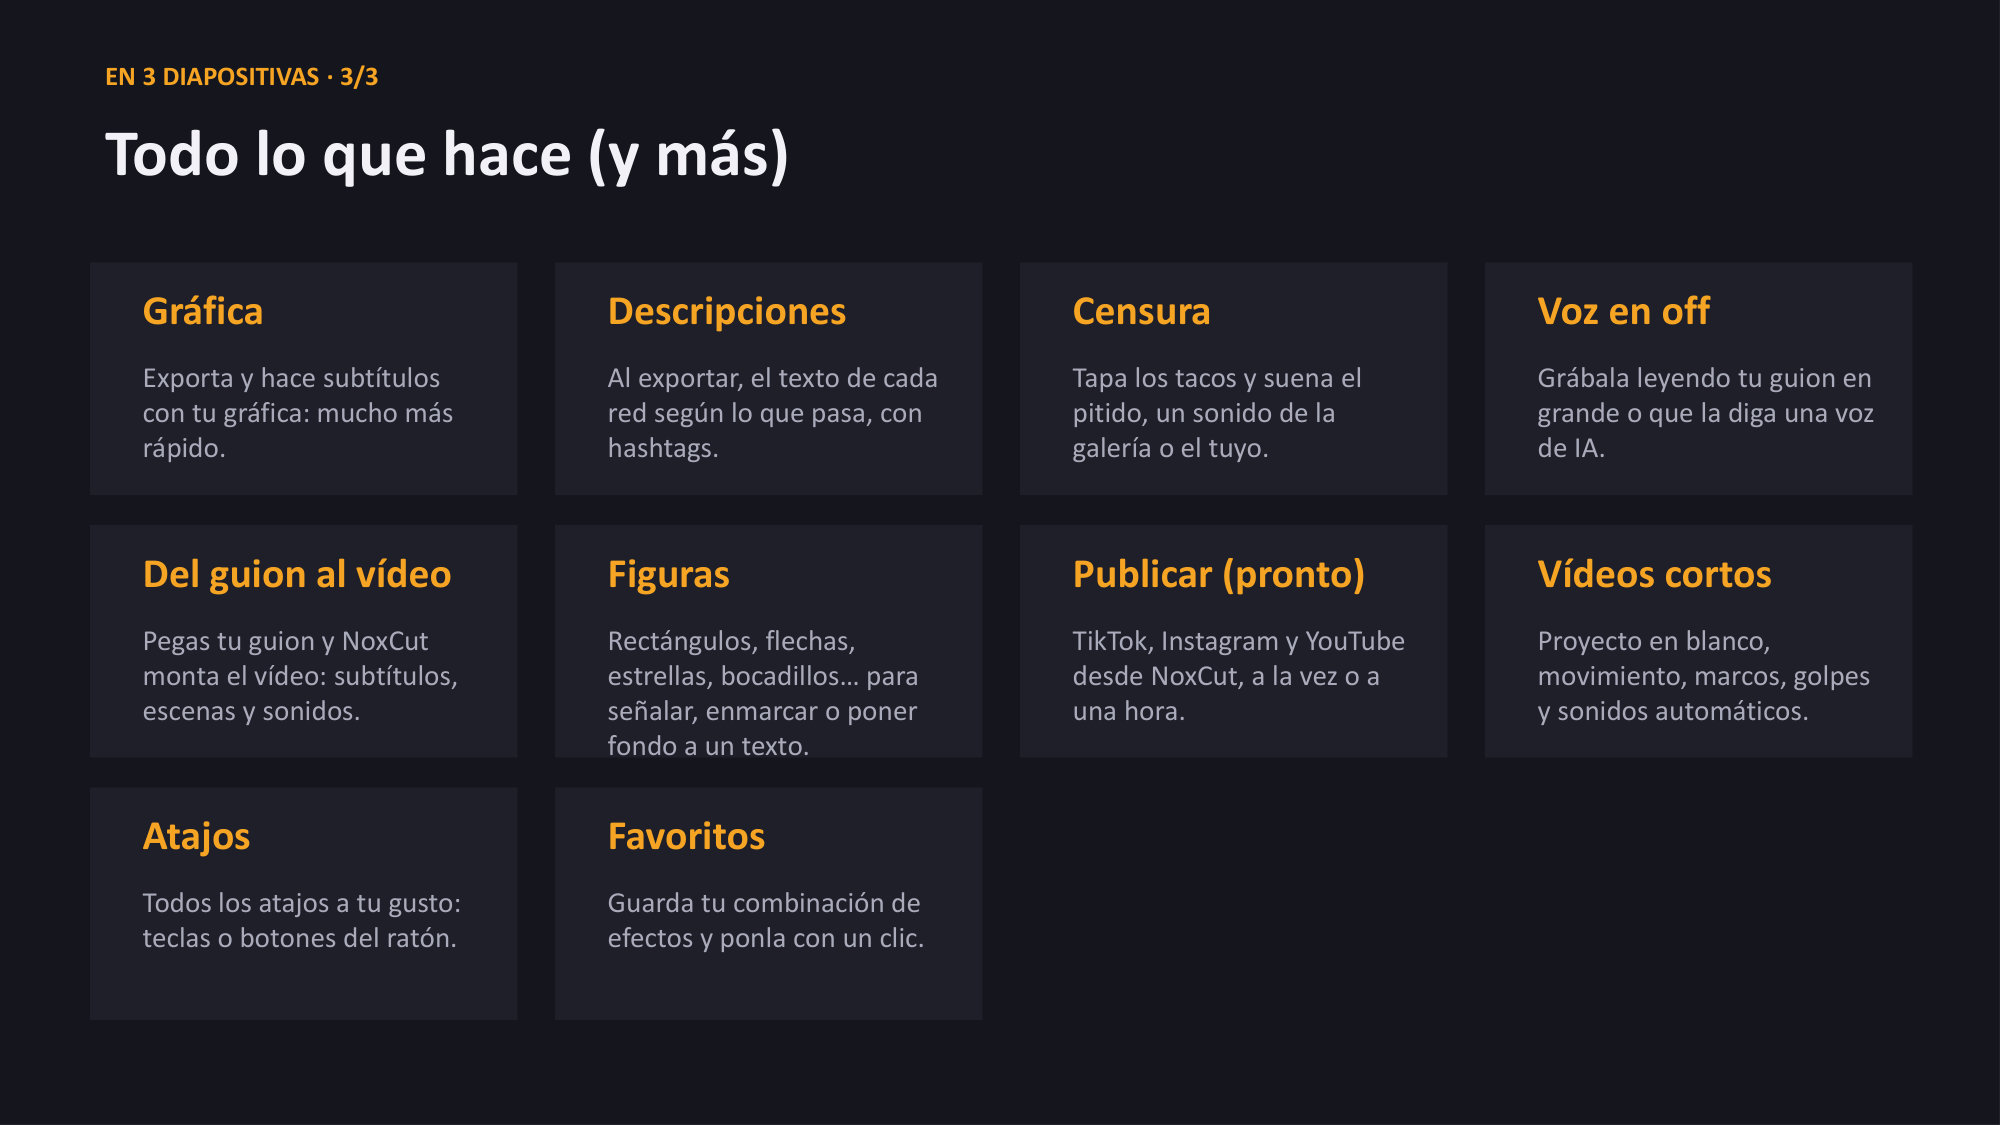 EN 3 DIAPOSITIVAS · 3/3
Todo lo que hace (y más)
Gráfica
Exporta y hace subtítulos
con tu gráfica: mucho más
rápido.
Descripciones
Al exportar, el texto de cada
red según lo que pasa, con
hashtags.
Censura
Tapa los tacos y suena el
pitido, un sonido de la
galería o el tuyo.
Voz en off
Grábala leyendo tu guion en
grande o que la diga una voz
de IA.
Del guion al vídeo
Pegas tu guion y NoxCut
monta el vídeo: subtítulos,
escenas y sonidos.
Figuras
Rectángulos, flechas,
estrellas, bocadillos... para
señalar, enmarcar o poner
fondo a un texto.
Publicar (pronto)
TikTok, Instagram y YouTube
desde NoxCut, a la vez o a
una hora.
Vídeos cortos
Proyecto en blanco,
movimiento, marcos, golpes
y sonidos automáticos.
Atajos
Todos los atajos a tu gusto:
teclas o botones del ratón.
Favoritos
Guarda tu combinación de
efectos y ponla con un clic.